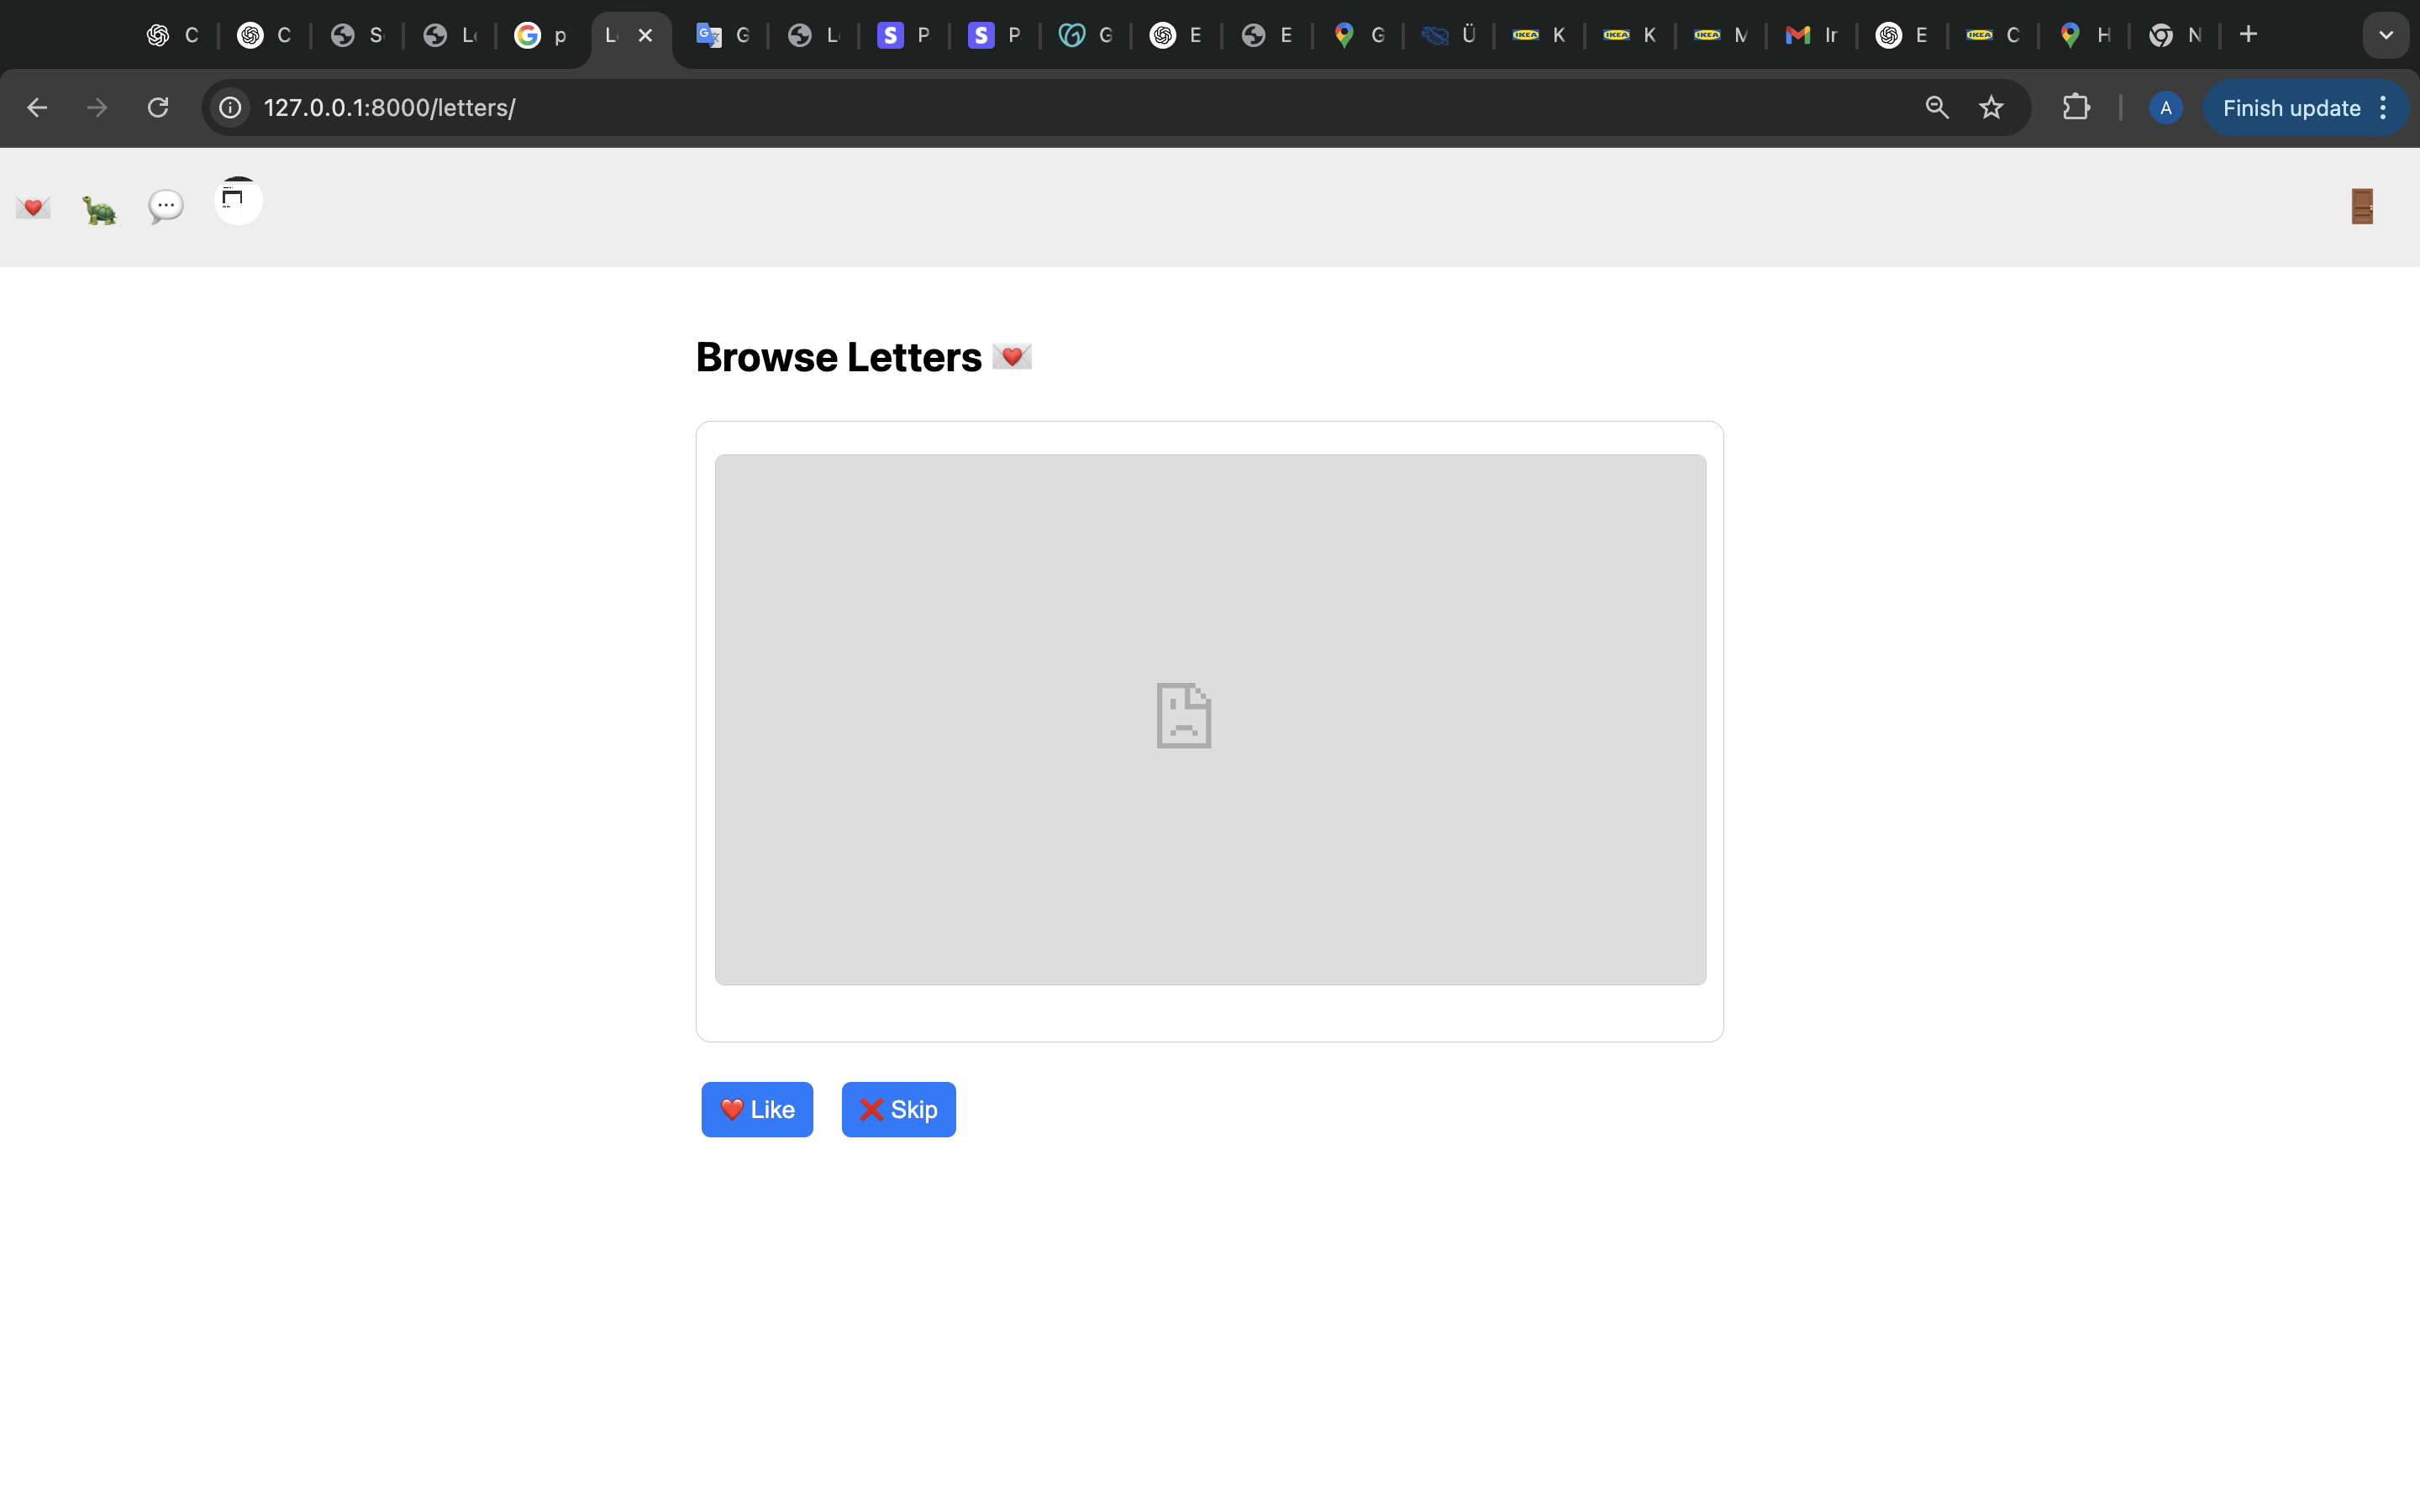 C C S L p L G L P P G E E G Ü K K M Ir E C H N
127.0.0.1:8000/letters/ A Finish update
Browse Letters
Like Skip